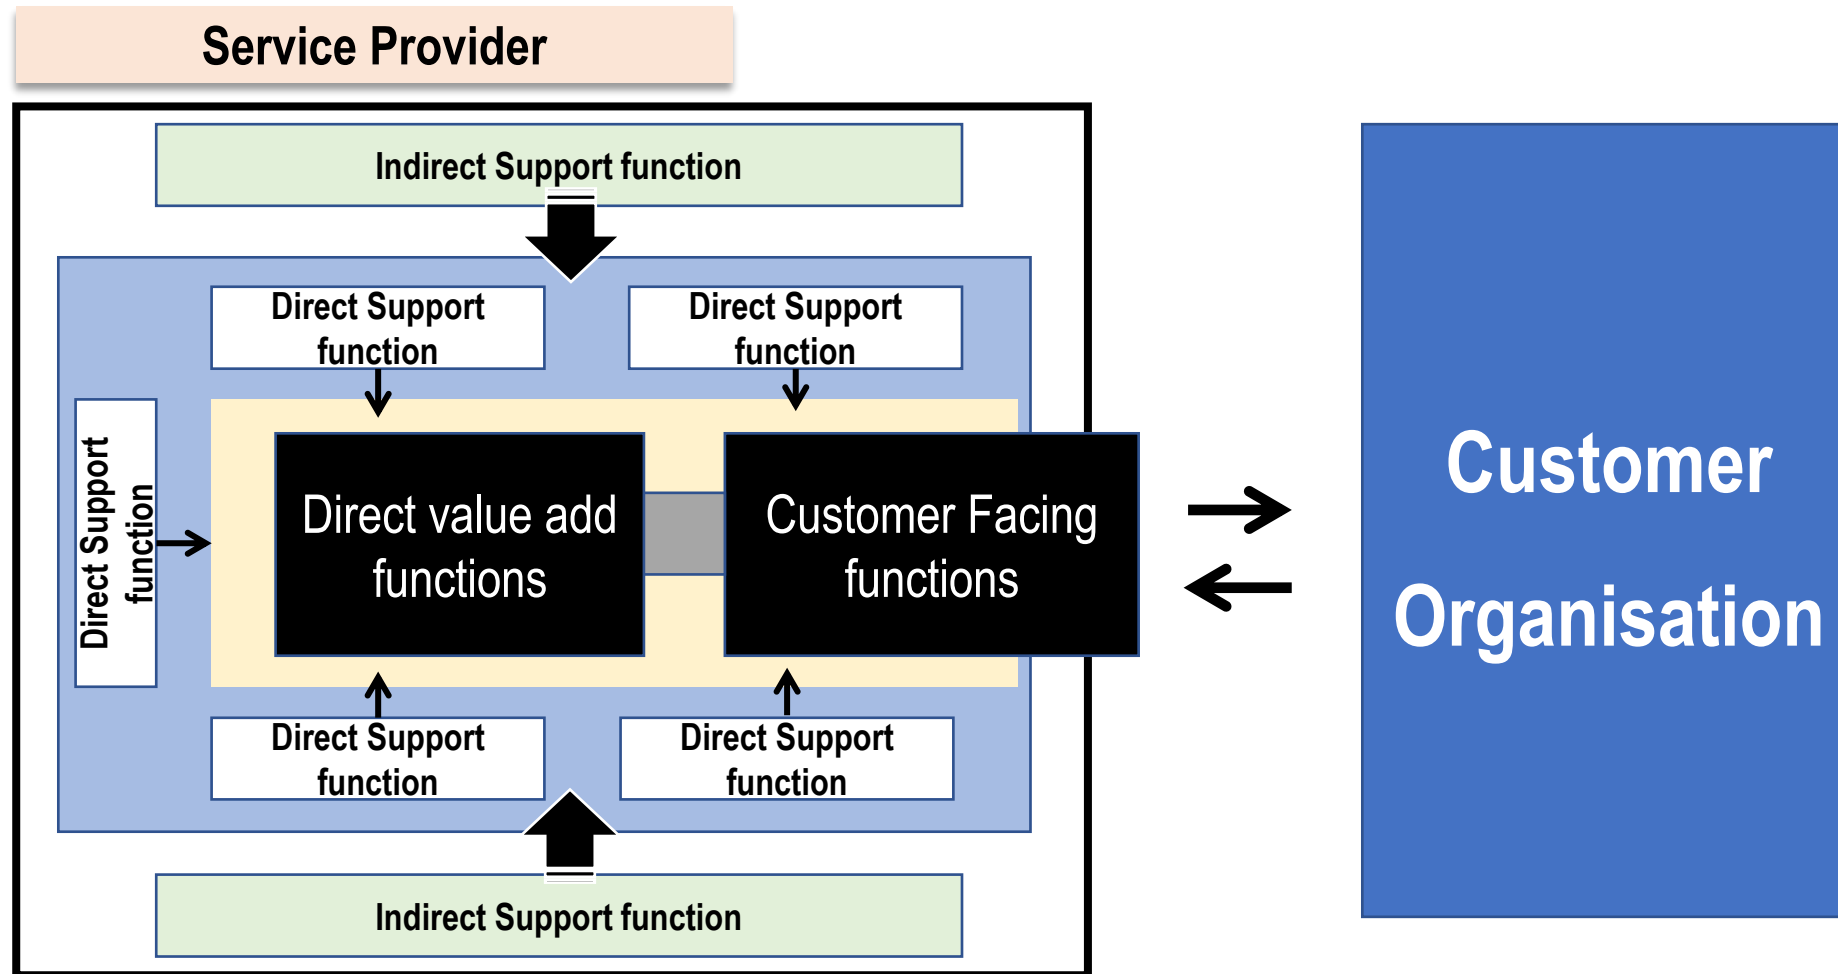 Service Provider
Indirect Support function
Direct Support
function
Direct Support
function
Direct Support
function
Direct value add
functions
Customer Facing
functions
Customer
Organisation
Direct Support
function
Direct Support
function
Indirect Support function